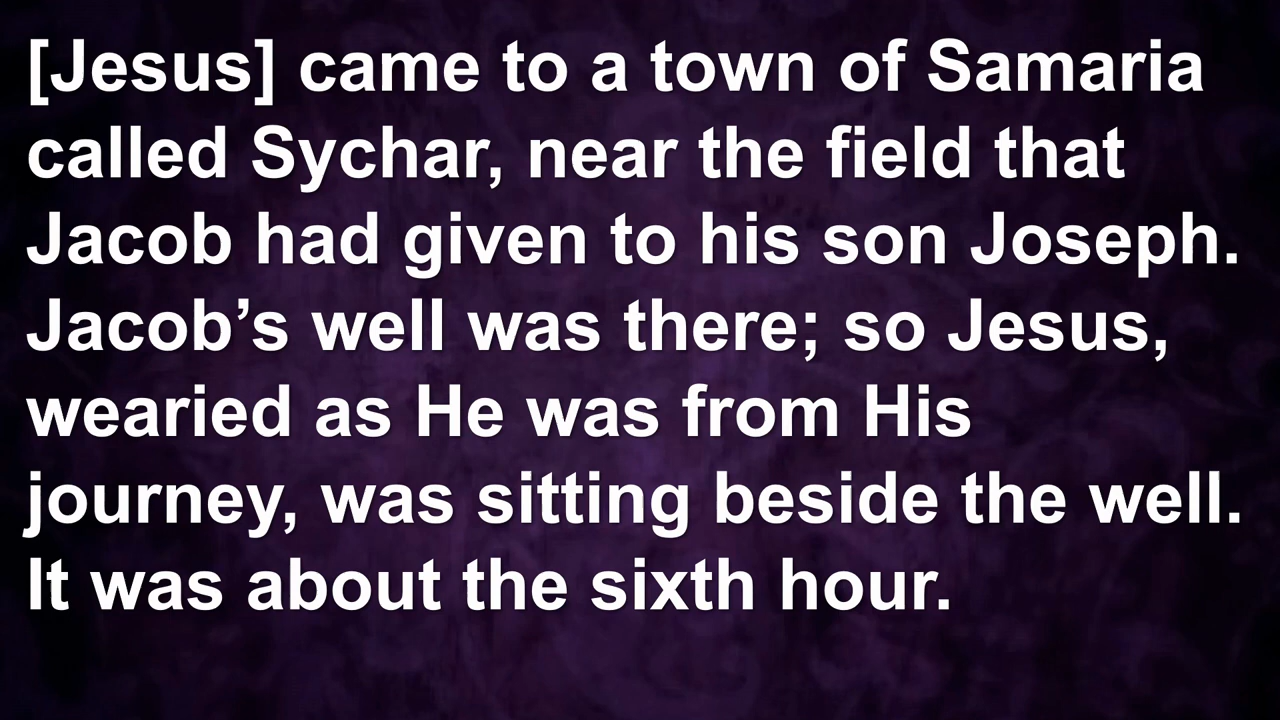 [Jesus] came to a town of Samaria
called Sychar, near the field that
Jacob had given to his son Joseph.
Jacob’s well was there; so Jesus,
wearied as He was from His
journey, was sitting beside the well.
It was about the sixth hour.